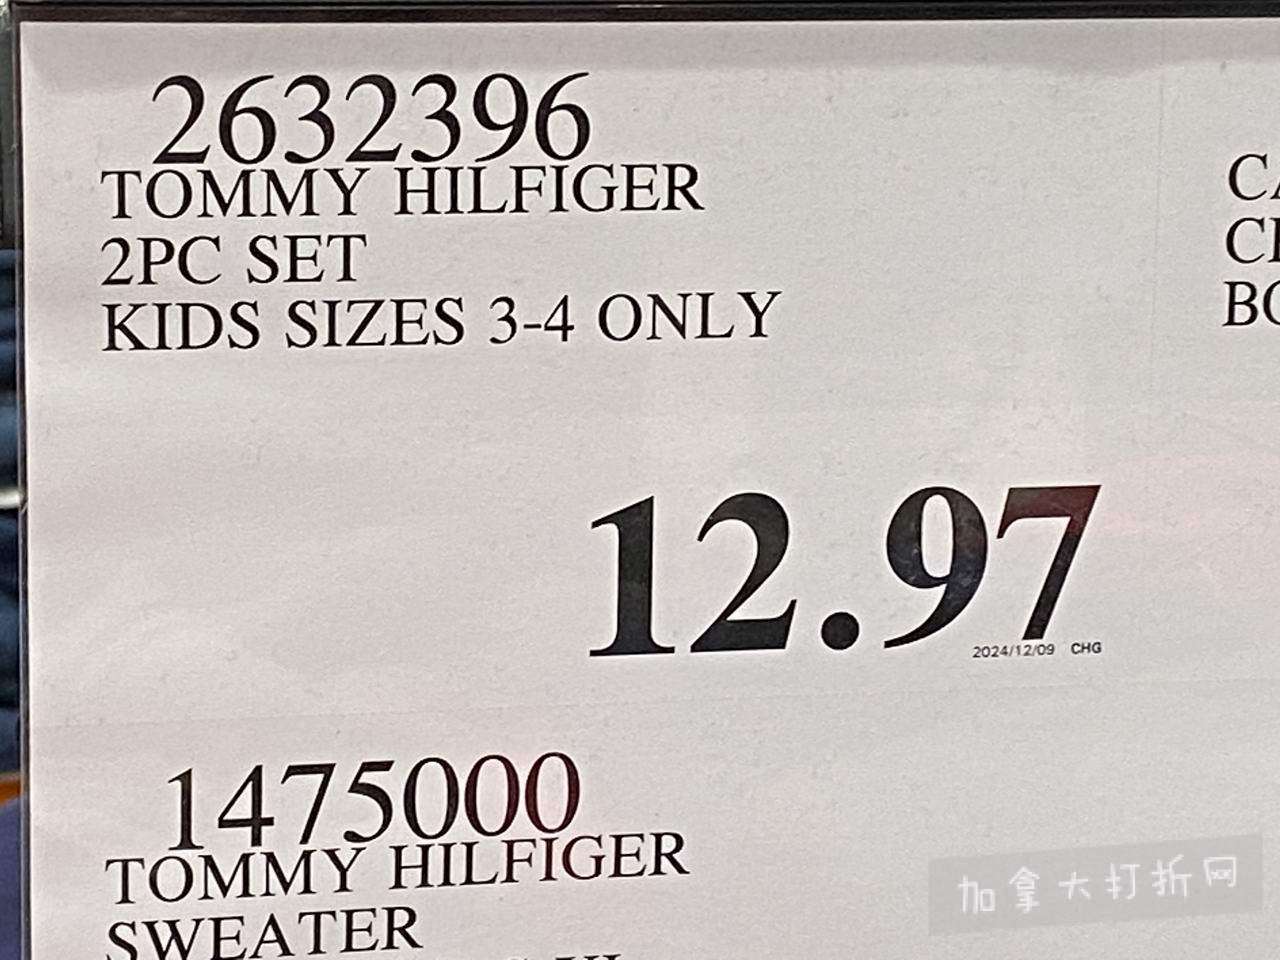 2632396
TOMMY HILFIGER
2PC SET
KIDS SIZES 3-4 ONLY
12.97
2024/12/09 CHG
1475000
TOMMY HILFIGER
SWEATER
加拿大打折网